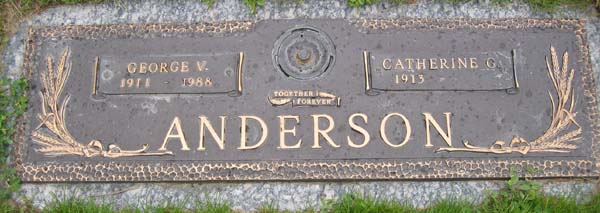 GEORGE V.
1911 1988
CATHERINE G.
1913
TOGETHER
FOREVER
ANDERSON